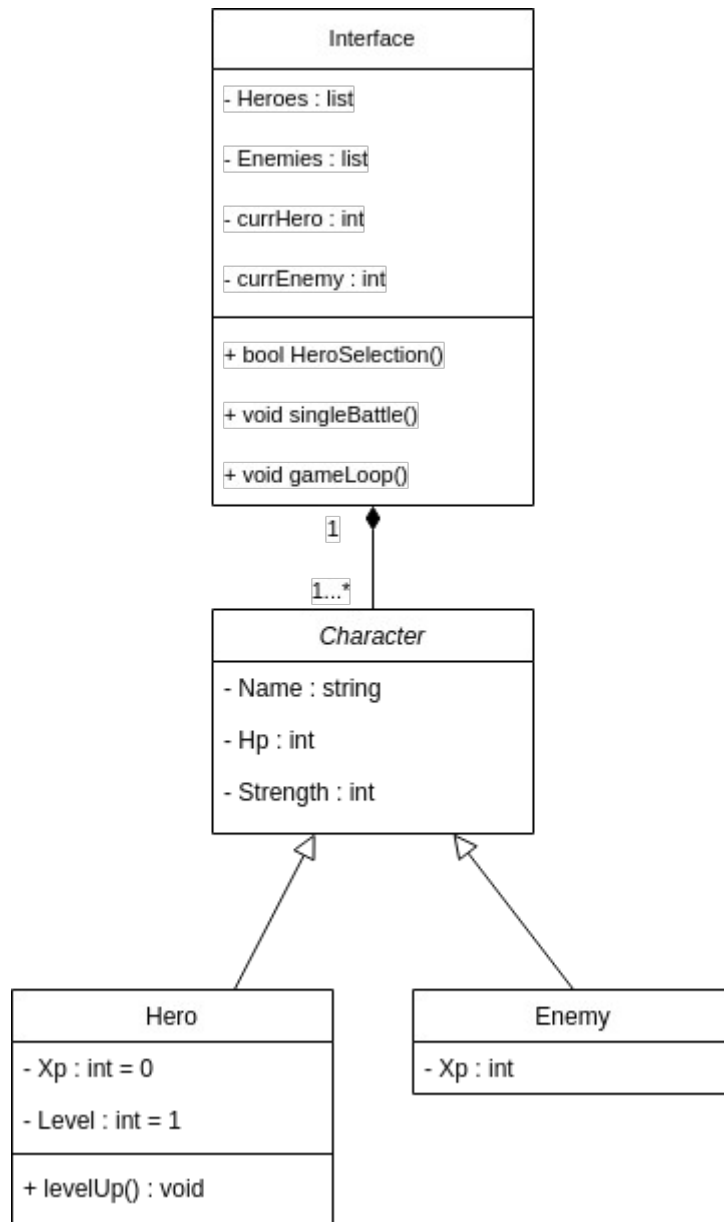 Interface
- Heroes : list
- Enemies : list
- currHero : int
- currEnemy : int
+ bool HeroSelection()
+ void singleBattle()
+ void gameLoop()
1
1...*
Character
- Name : string
- Hp : int
- Strength : int
Hero
- Xp : int = 0
- Level : int = 1
+ levelUp() : void
Enemy
- Xp : int